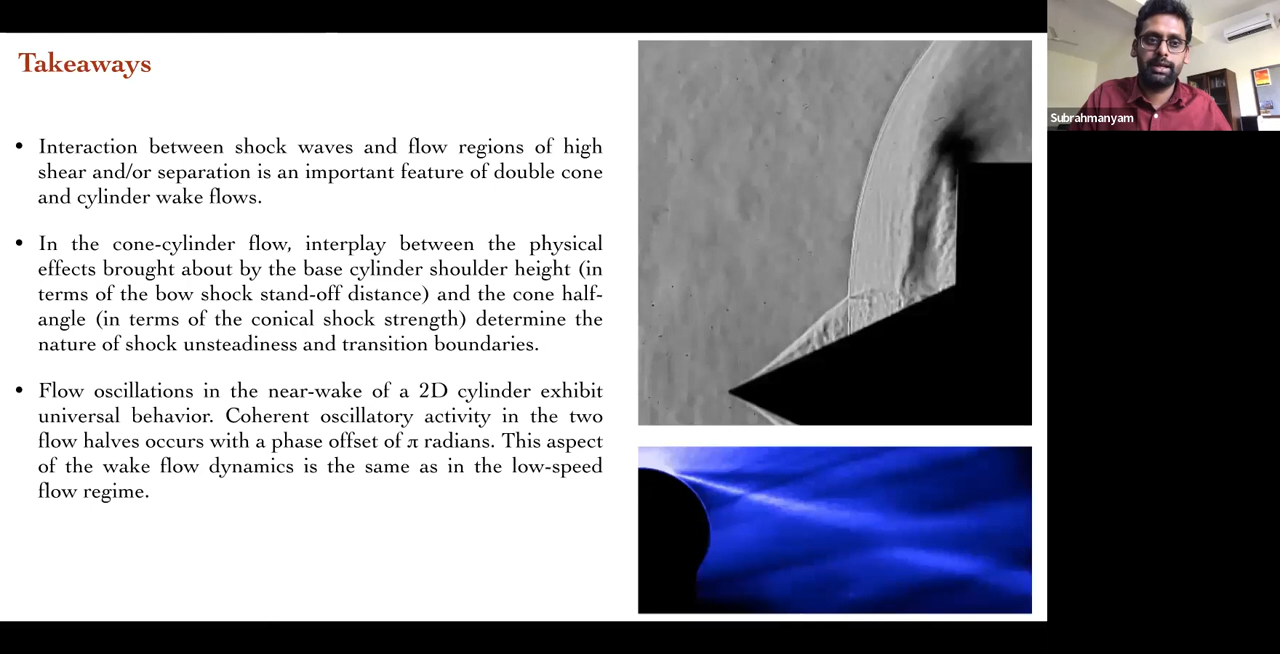 Takeaways
• Interaction between shock waves and flow regions of high
shear and/or separation is an important feature of double cone
and cylinder wake flows.
• In the cone-cylinder flow, interplay between the physical
effects brought about by the base cylinder shoulder height (in
terms of the bow shock stand-off distance) and the cone half-
angle (in terms of the conical shock strength) determine the
nature of shock unsteadiness and transition boundaries.
• Flow oscillations in the near-wake of a 2D cylinder exhibit
universal behavior. Coherent oscillatory activity in the two
flow halves occurs with a phase offset of π radians. This aspect
of the wake flow dynamics is the same as in the low-speed
flow regime.
Subrahmanyam